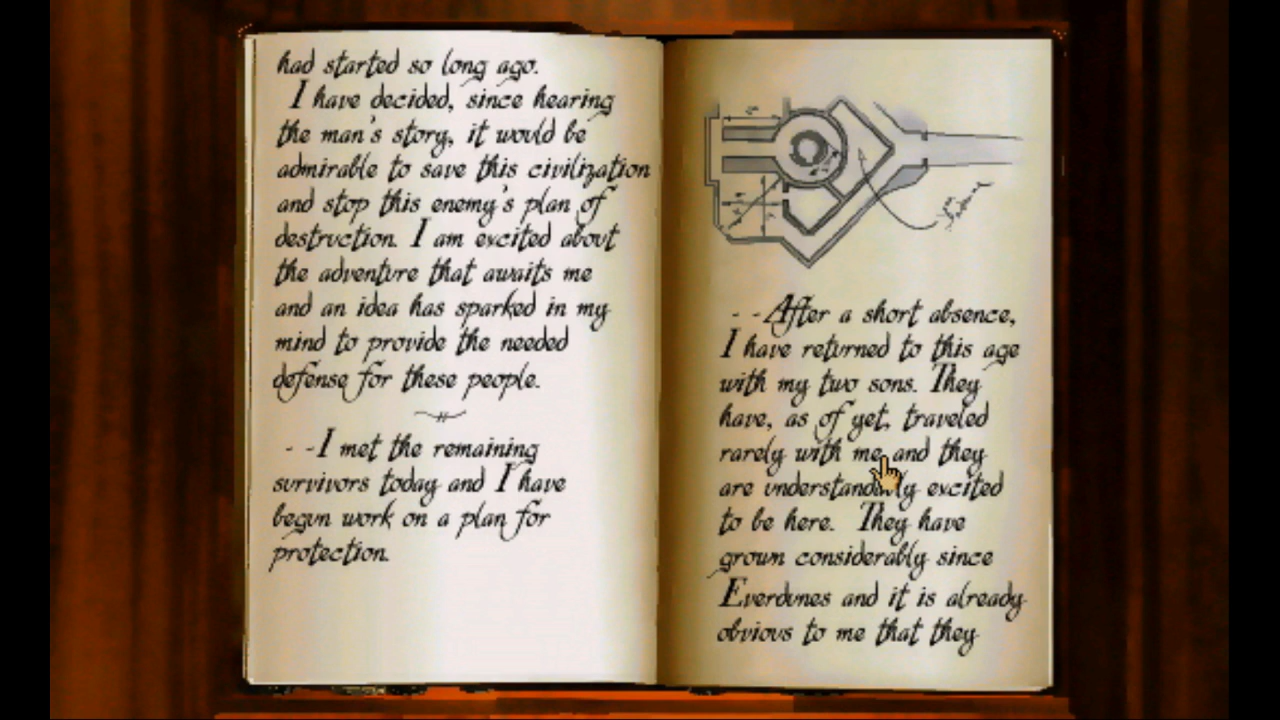 had started so long ago.
I have decided, since hearing
the man's story, it would be
admirable to save this civilization
and stop this enemy's plan of
destruction. I am excited about
the adventure that awaits me
and an idea has sparked in my
mind to provide the needed
defense for these people.
--I met the remaining
survivors today and I have
begun work on a plan for
protection.
--After a short absence,
I have returned to this age
with my two sons. They
have, as of yet, traveled
rarely with me and they
are understandably excited
to be here. They have
grown considerably since
Everdunes and it is already
obvious to me that they